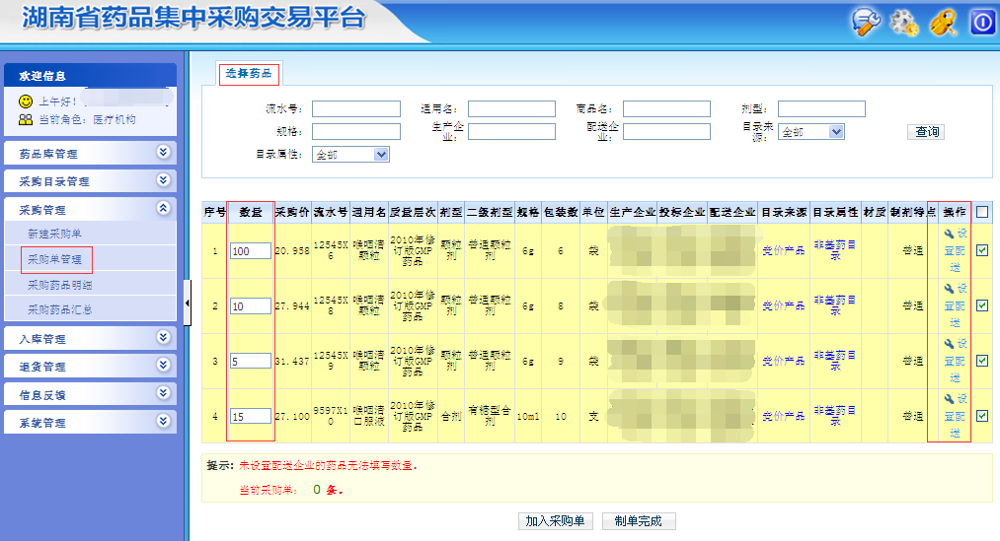 湖南省药品集中采购交易平台
欢迎信息
上午好!
当前角色: 医疗机构
药品库管理
采购目录管理
采购管理
新建采购单
采购单管理
采购药品明细
采购药品汇总
入库管理
退货管理
信息反馈
系统管理
选择药品
流水号: 通用名: 商品名: 剂型:
规格: 生产企业: 配送企业: 目录来源: 全部 查询
目录属性: 全部
序号 数量 采购价 流水号 通用名 质量层次 剂型 二级剂型 规格 包装数 单位 生产企业 投标企业 配送企业 目录来源 目录属性 材质 制剂特点 操作
1 100 20.958 12545X6 喉咽清颗粒 2010年修订版GMP药品 颗粒剂 普通颗粒剂 6g 6 袋 竞价产品 非基药目录 普通 设置配送
2 10 27.944 12545X8 喉咽清颗粒 2010年修订版GMP药品 颗粒剂 普通颗粒剂 6g 8 袋 竞价产品 非基药目录 普通 设置配送
3 5 31.437 12545X9 喉咽清颗粒 2010年修订版GMP药品 颗粒剂 普通颗粒剂 6g 9 袋 竞价产品 非基药目录 普通 设置配送
4 15 27.100 9597X10 喉咽清口服液 2010年修订版GMP药品 合剂 有糖型合剂 10ml 10 支 竞价产品 非基药目录 普通 设置配送
提示: 未设置配送企业的药品无法填写数量.
当前采购单: 0 条.
加入采购单 制单完成